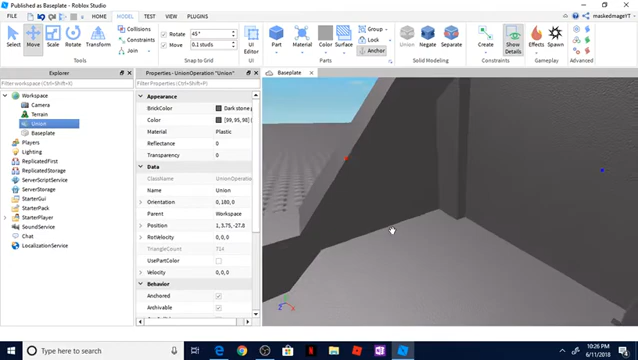 Published as Baseplate - Roblox Studio
FILE HOME MODEL TEST VIEW PLUGINS maskedmageYT
Select Move Scale Rotate Transform
Collisions
Constraints
Join Surfaces
Rotate 45°
Move 0.1 studs
UI Editor
Part Material Color Surface
Group
Lock
Anchor
Union Negate Separate
Create
Show Details
Effects Spawn
Advanced
Tools
Parts
Solid Modeling
Constraints
Gameplay
Advanced
Explorer
Filter workspace (Ctrl+Shift+X)
Workspace
Camera
Terrain
Union
Baseplate
Players
Lighting
ReplicatedFirst
ReplicatedStorage
ServerScriptService
ServerStorage
StarterGui
StarterPack
StarterPlayer
SoundService
Chat
LocalizationService
Properties - UnionOperation "Union"
Filter Properties (Ctrl+Shift+P)
Appearance
BrickColor Dark stone
Color [99, 95, 98]
Material Plastic
Reflectance 0
Transparency 0
Data
ClassName UnionOperation
Name Union
Orientation 0, 180, 0
Parent Workspace
Position 1, 3.75, -27.8
RotVelocity 0, 0, 0
TriangleCount 714
UsePartColor
Velocity 0, 0, 0
Behavior
Anchored
Archivable
Baseplate
Z X
Type here to search
10:26 PM
6/11/2018